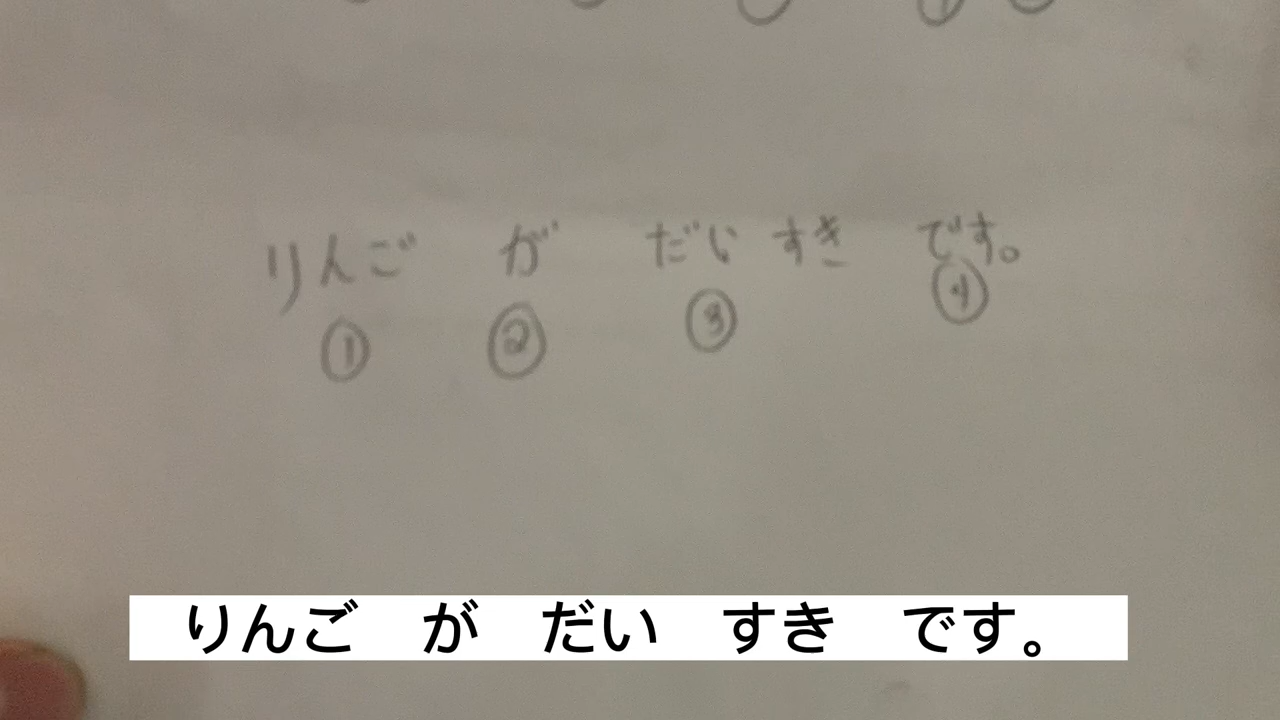 りんご が だい すき です。
① ② ③ ④
りんご が だい すき です。